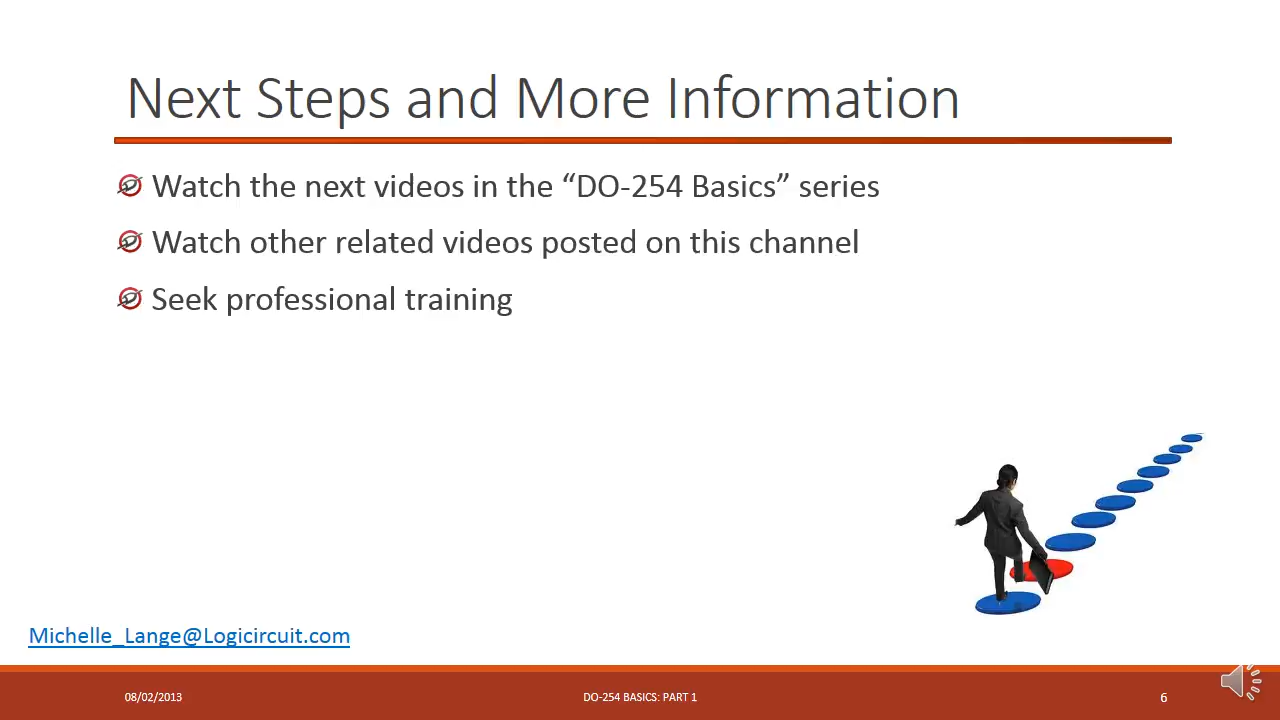 Next Steps and More Information
Watch the next videos in the “DO-254 Basics” series
Watch other related videos posted on this channel
Seek professional training
Michelle_Lange@Logicircuit.com
08/02/2013
DO-254 BASICS: PART 1
6